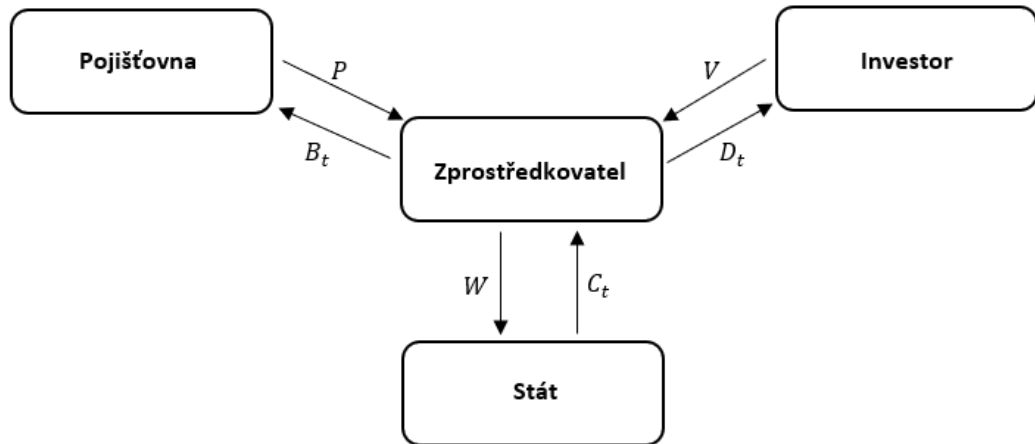 Pojišťovna
P
V
Investor
B_t
Zprostředkovatel
D_t
W
C_t
Stát